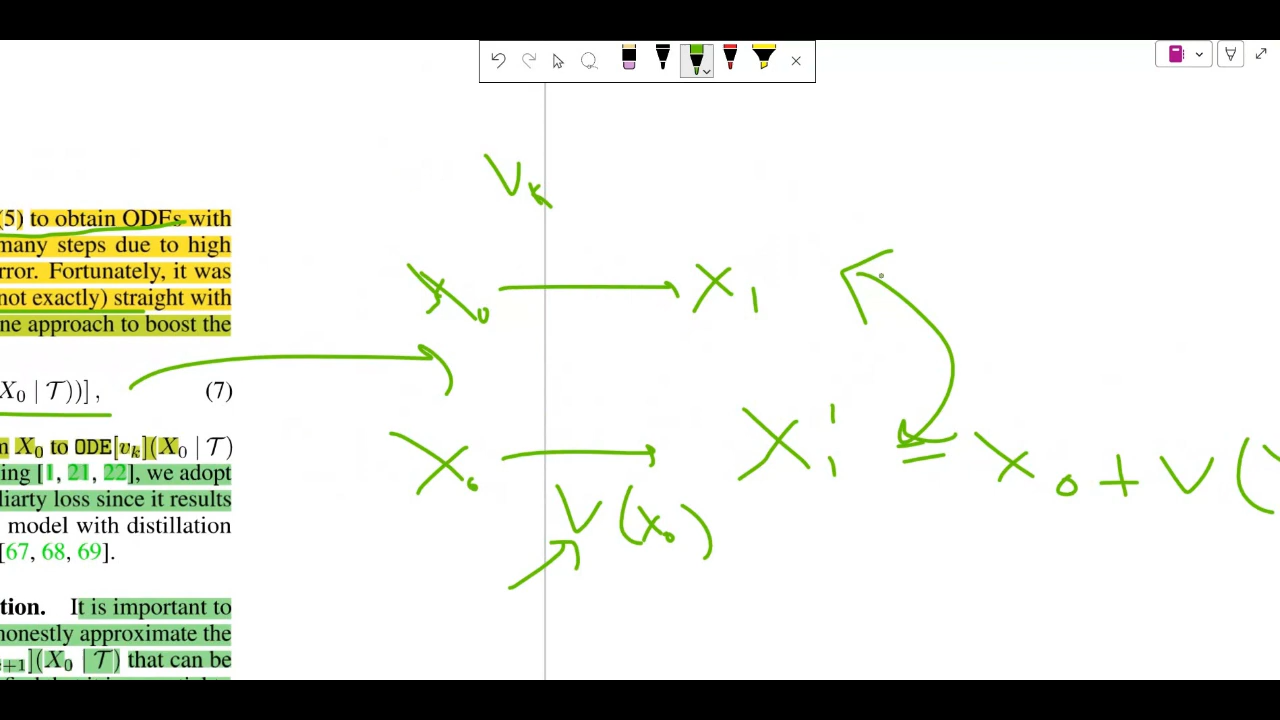 (5) to obtain ODEs with
many steps due to high
rror. Fortunately, it was
not exactly) straight with
ne approach to boost the
X₀ | 𝒯))], (7)
m X₀ to ODE[vₖ](X₀ | 𝒯)
ing [1, 21, 22], we adopt
liarty loss since it results
model with distillation
[67, 68, 69].
tion. It is important to
honestly approximate the
+1](X₀ | 𝒯) that can be
Vₖ
X₀ → X₁
X₀ → X₁' X₀ + V(
V(X₀)